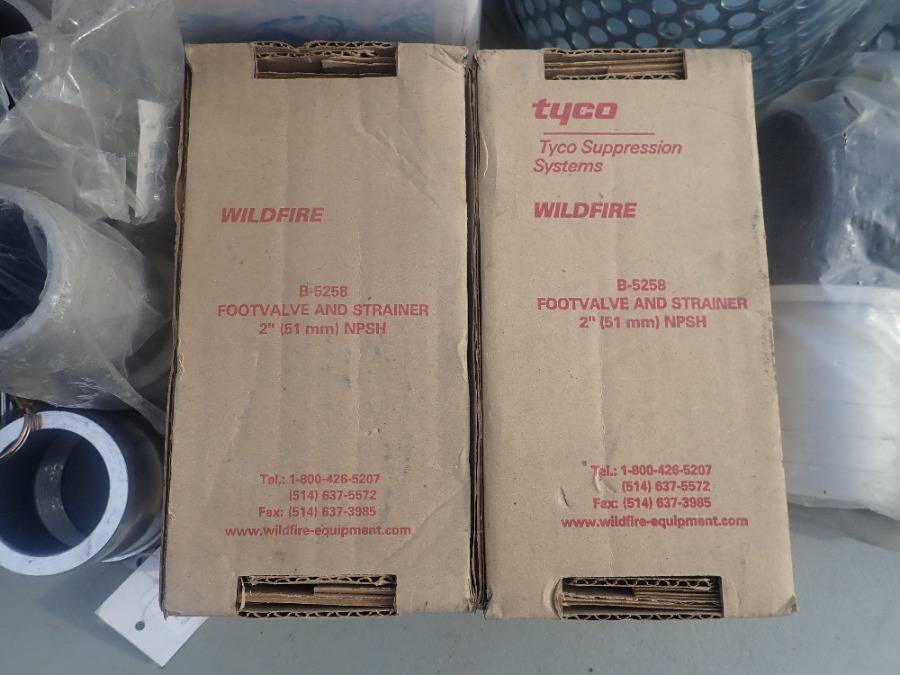 WILDFIRE
B-5258
FOOTVALVE AND STRAINER
2" (51 mm) NPSH
Tel.: 1-800-426-5207
(514) 637-5572
Fax: (514) 637-3985
www.wildfire-equipment.com
tyco
Tyco Suppression
Systems
WILDFIRE
B-5258
FOOTVALVE AND STRAINER
2" (51 mm) NPSH
Tel.: 1-800-426-5207
(514) 637-5572
Fax: (514) 637-3985
www.wildfire-equipment.com